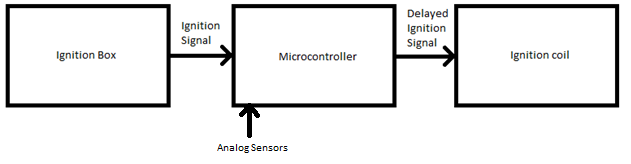 Ignition Box
Ignition
Signal
Microcontroller
Delayed
Ignition
Signal
Ignition coil
Analog Sensors